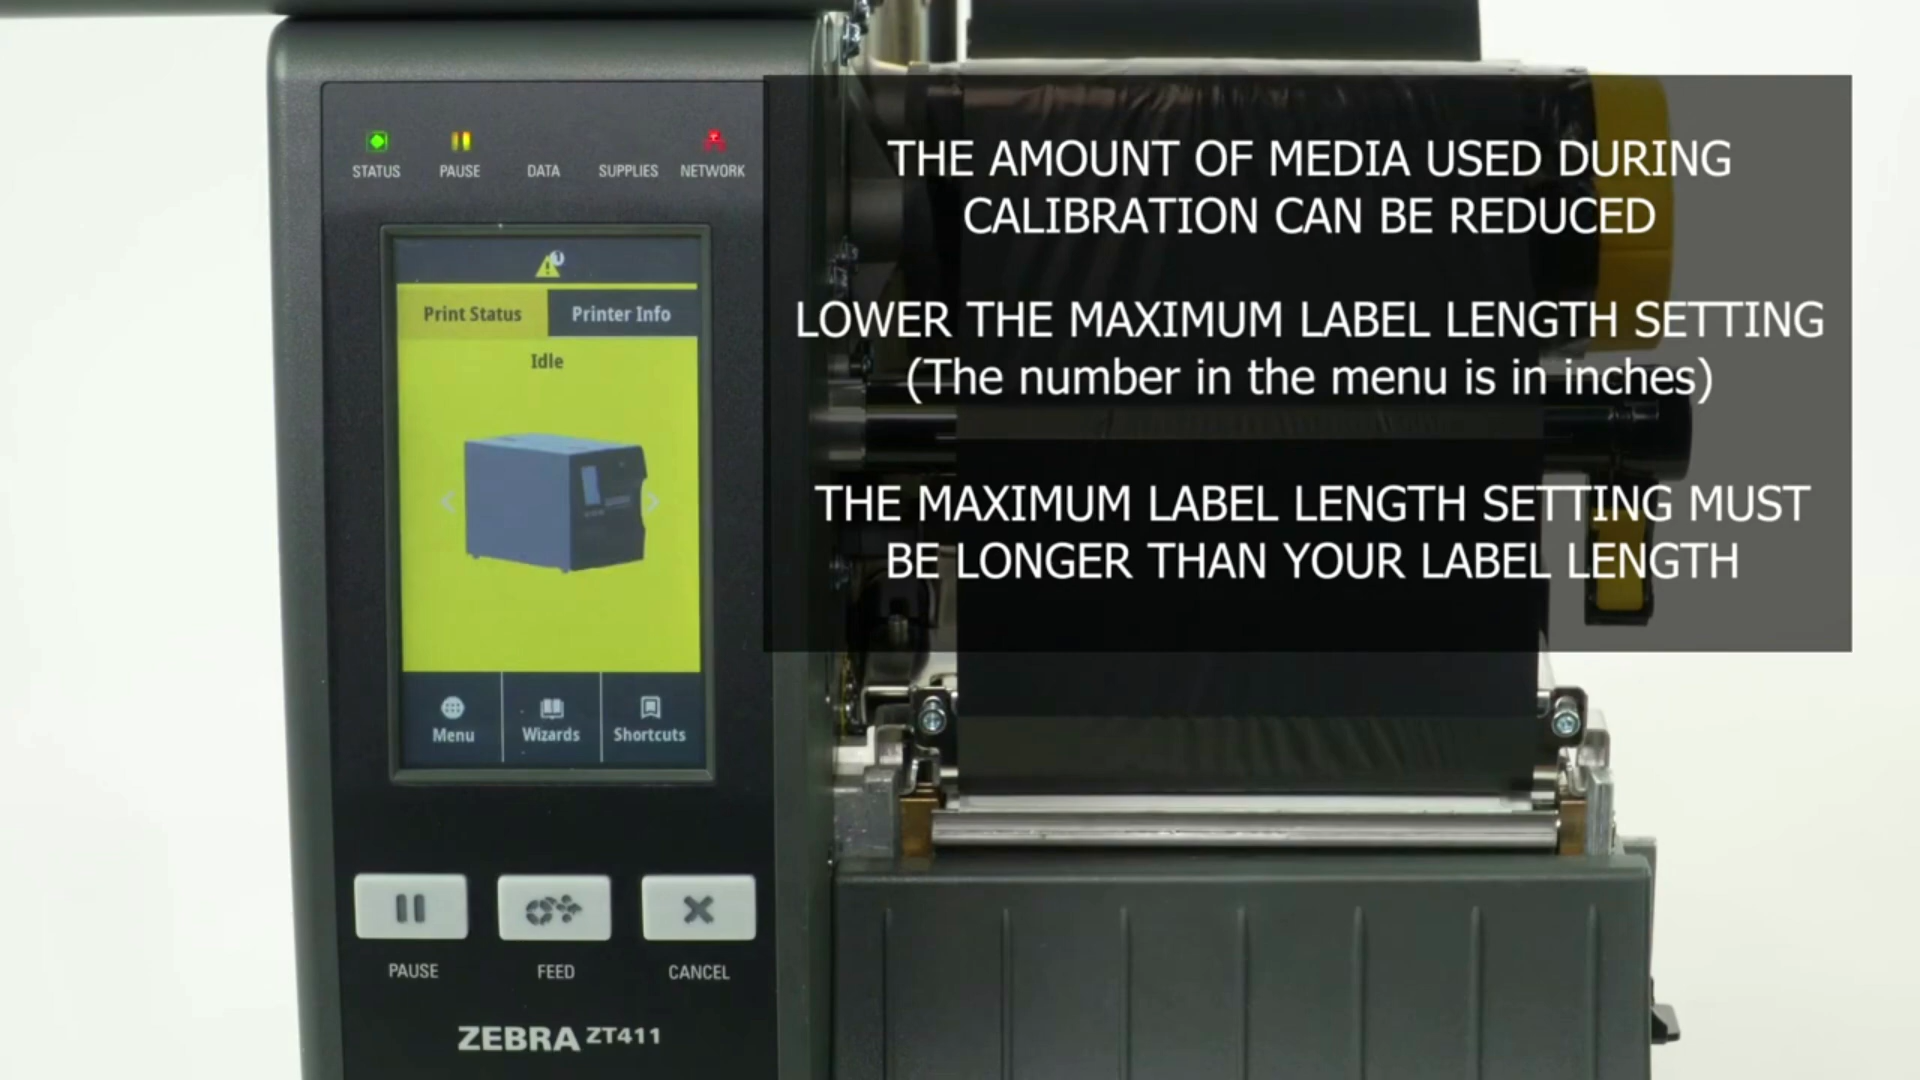 STATUS PAUSE DATA SUPPLIES NETWORK
Print Status Printer Info
Idle
Menu Wizards Shortcuts
PAUSE FEED CANCEL
ZEBRA ZT411
THE AMOUNT OF MEDIA USED DURING
CALIBRATION CAN BE REDUCED
LOWER THE MAXIMUM LABEL LENGTH SETTING
(The number in the menu is in inches)
THE MAXIMUM LABEL LENGTH SETTING MUST
BE LONGER THAN YOUR LABEL LENGTH